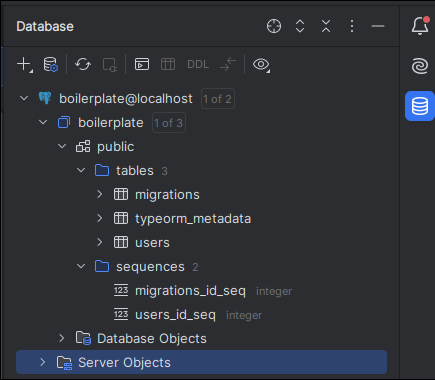 Database
DDL
boilerplate@localhost 1 of 2
boilerplate 1 of 3
public
tables 3
migrations
typeorm_metadata
users
sequences 2
123 migrations_id_seq integer
123 users_id_seq integer
Database Objects
Server Objects